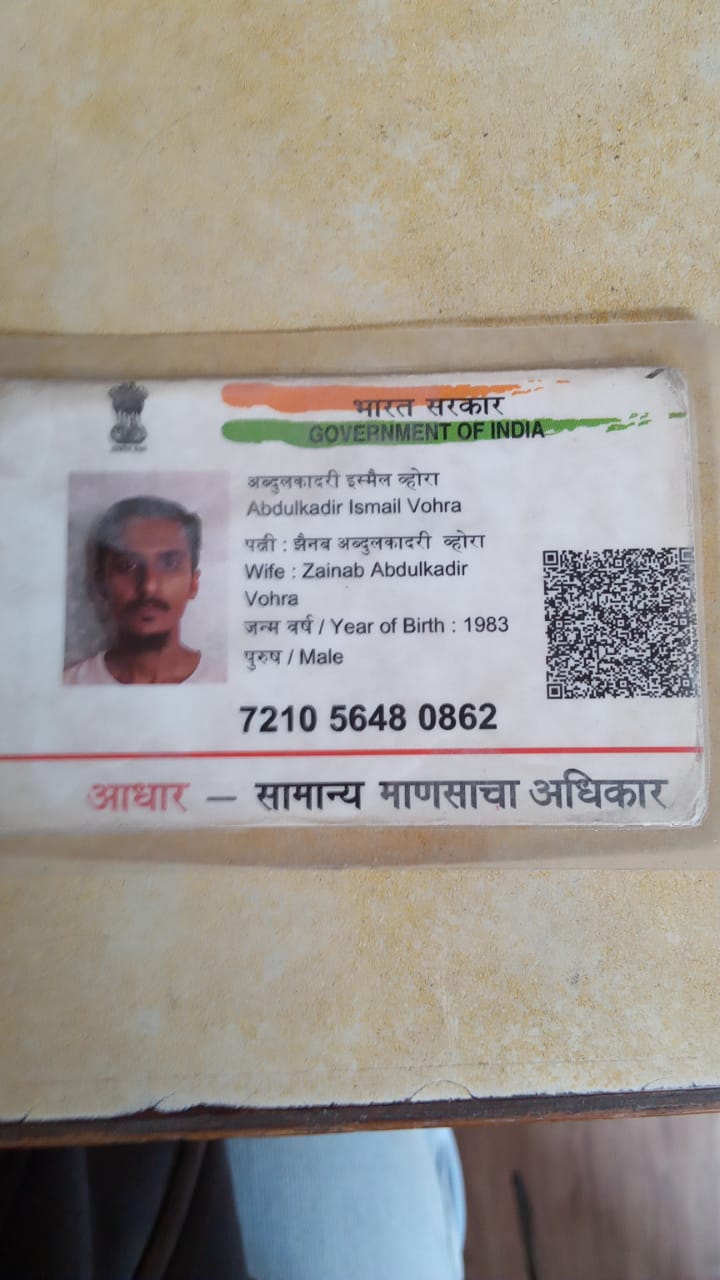 भारत सरकार
GOVERNMENT OF INDIA
अब्दुलकादरी इस्मैल व्होरा
Abdulkadir Ismail Vohra
पत्नी : झैनब अब्दुलकादरी व्होरा
Wife : Zainab Abdulkadir
Vohra
जन्म वर्ष / Year of Birth : 1983
पुरुष / Male
7210 5648 0862
आधार — सामान्य माणसाचा अधिकार